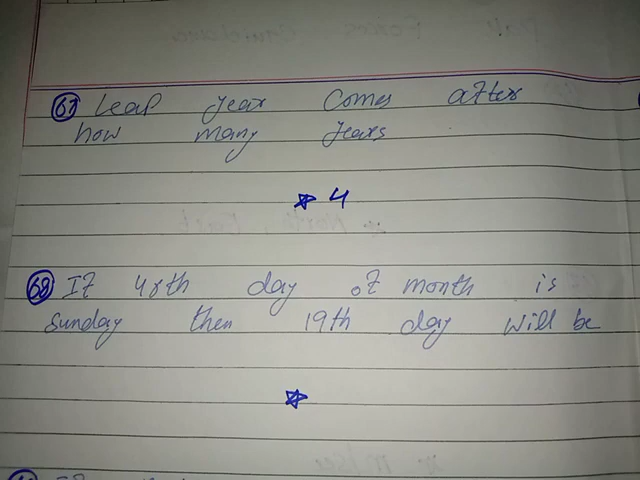 67 Leap year comes after
how many years
4
68 If 4rth day of month is
sunday then 19th day will be